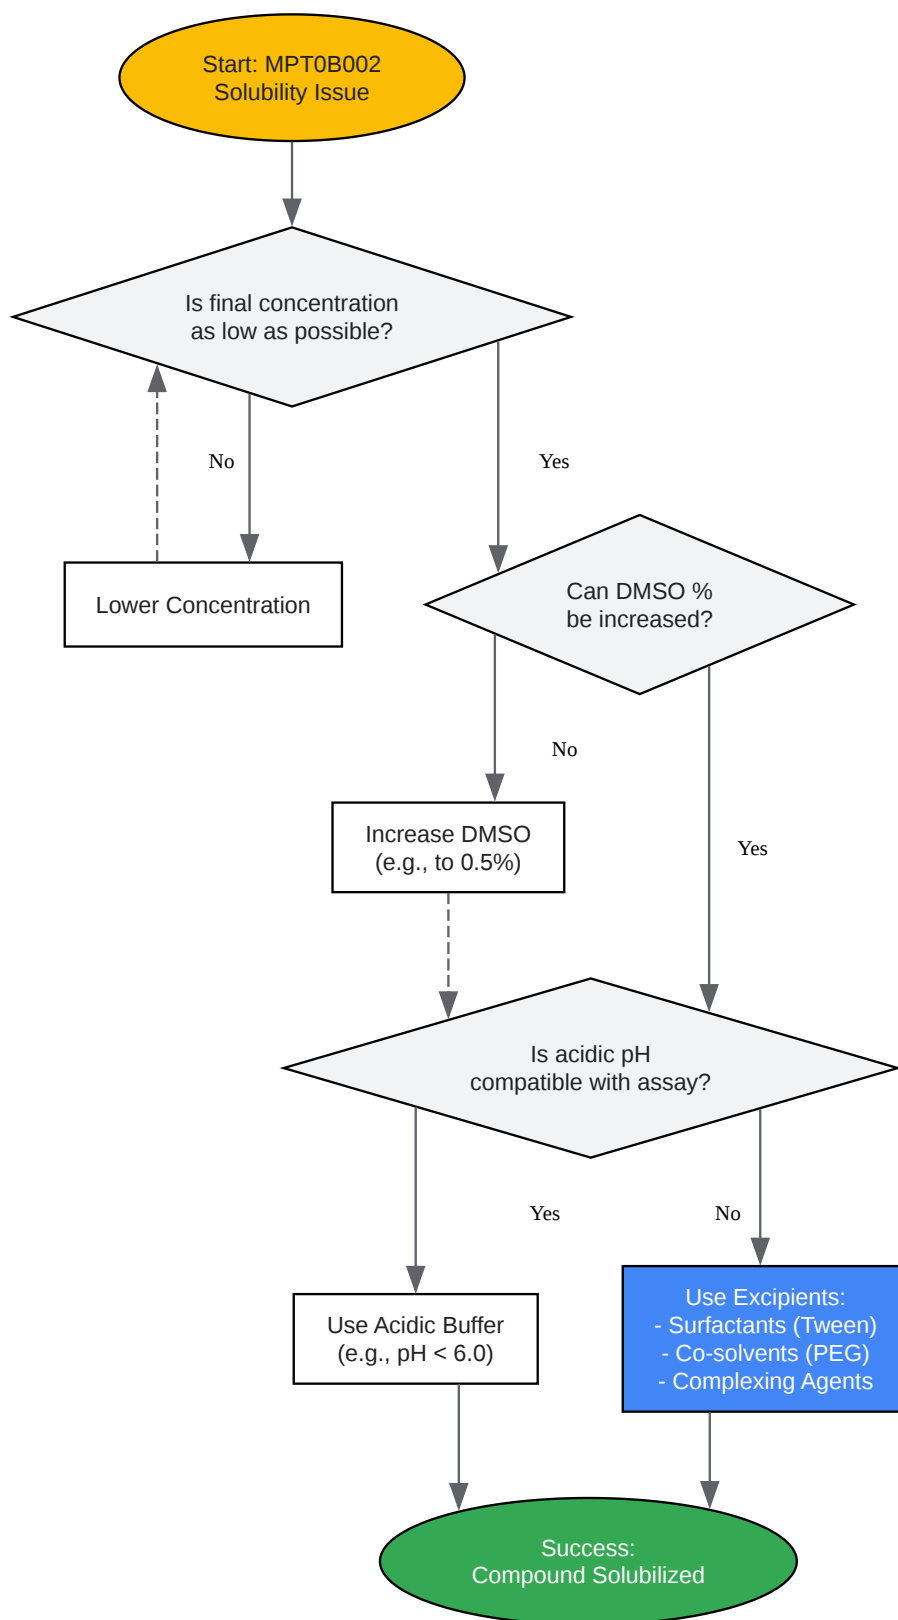 Start: MPT0B002
Solubility Issue
Is final concentration
as low as possible?
No
Yes
Lower Concentration
Can DMSO %
be increased?
No
Increase DMSO
(e.g., to 0.5%)
Yes
Is acidic pH
compatible with assay?
Yes
No
Use Acidic Buffer
(e.g., pH < 6.0)
Use Excipients:
- Surfactants (Tween)
- Co-solvents (PEG)
- Complexing Agents
Success:
Compound Solubilized